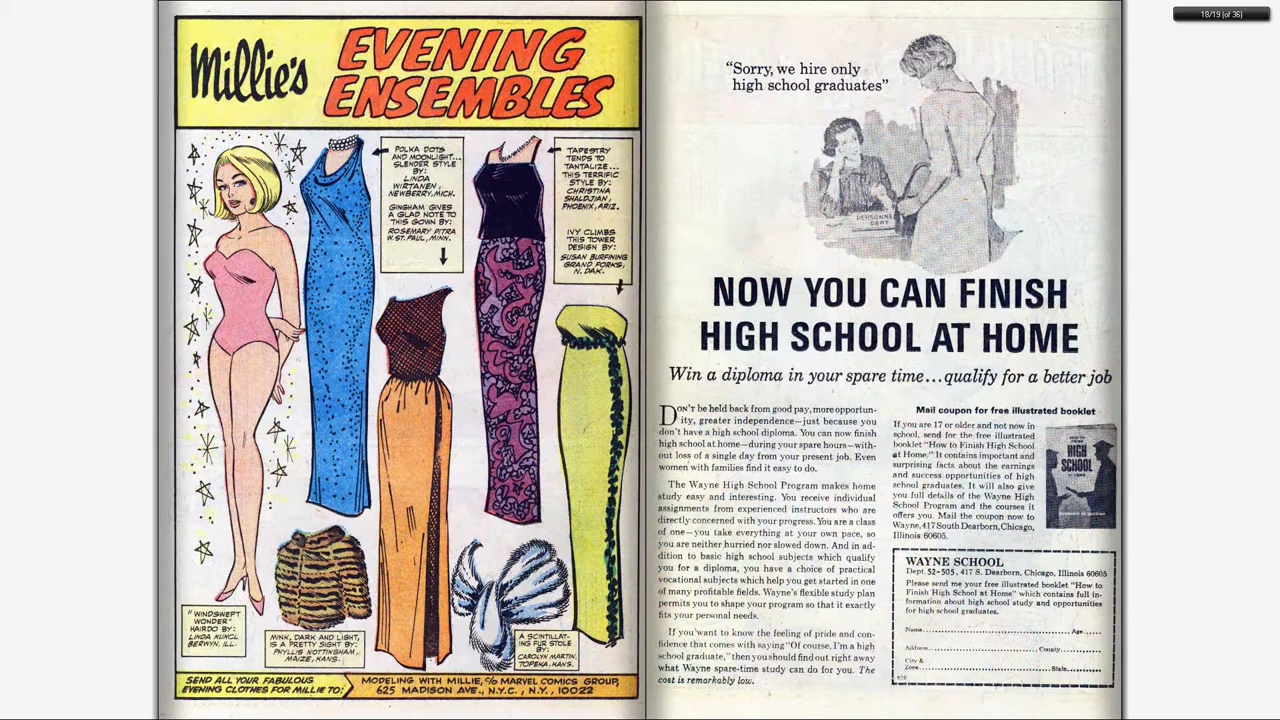 18/19 (of 36)
Millie's
EVENING
ENSEMBLES
POLKA DOTS
AND MOONLIGHT...
SLENDER STYLE
BY:
LINDA
WIRTANEN,
NEWBERRY, MICH.
GINGHAM GIVES
A GLAD NOTE TO
THIS GOWN BY:
ROSEMARY PITRA
W. ST. PAUL, MINN.
TAPESTRY
TENDS TO
TANTALIZE...
THIS TERRIFIC
STYLE BY:
CHRISTINA
SHALDJIAN,
PHOENIX, ARIZ.
IVY CLIMBS
THIS TOWER
DESIGN BY:
SUSAN BURFINING
GRAND FORKS,
N. DAK.
"WINDSWEPT
WONDER"
HAIRDO BY:
LINDA KUNCL
BERWYN, ILL.
MINK, DARK AND LIGHT,
IS A PRETTY SIGHT BY:
PHYLLIS NOTTINGHAM,
MAIZE, KANS.
A SCINTILLAT-
ING FUR STOLE
BY:
CAROLYN MARTIN,
TOPEKA, KANS.
SEND ALL YOUR FABULOUS
EVENING CLOTHES FOR MILLIE TO:
MODELING WITH MILLIE, c/o MARVEL COMICS GROUP,
625 MADISON AVE., N.Y.C., N.Y. 10022
"Sorry, we hire only
high school graduates"
PERSONNEL
DEPT
NOW YOU CAN FINISH
HIGH SCHOOL AT HOME
Win a diploma in your spare time...qualify for a better job
DON'T be held back from good pay, more opportun-
ity, greater independence—just because you
don't have a high school diploma. You can now finish
high school at home—during your spare hours—with-
out loss of a single day from your present job. Even
women with families find it easy to do.
The Wayne High School Program makes home
study easy and interesting. You receive individual
assignments from experienced instructors who are
directly concerned with your progress. You are a class
of one—you take everything at your own pace, so
you are neither hurried nor slowed down. And in ad-
dition to basic high school subjects which qualify
you for a diploma, you have a choice of practical
vocational subjects which help you get started in one
of many profitable fields. Wayne's flexible study plan
permits you to shape your program so that it exactly
fits your personal needs.
If you want to know the feeling of pride and con-
fidence that comes with saying "Of course, I'm a high
school graduate," then you should find out right away
what Wayne spare-time study can do for you. The
cost is remarkably low.
Mail coupon for free illustrated booklet
If you are 17 or older and not now in
school, send for the free illustrated
booklet "How to Finish High School
at Home." It contains important and
surprising facts about the earnings
and success opportunities of high
school graduates. It will also give
you full details of the Wayne High
School Program and the courses it
offers you. Mail the coupon now to
Wayne, 417 South Dearborn, Chicago,
Illinois 60605.
HIGH
SCHOOL
WAYNE SCHOOL
Dept. 52-505, 417 S. Dearborn, Chicago, Illinois 60605
Please send me your free illustrated booklet "How to
Finish High School at Home" which contains full in-
formation about high school study and opportunities
for high school graduates.
Name Age
Address County
City &
Zone State